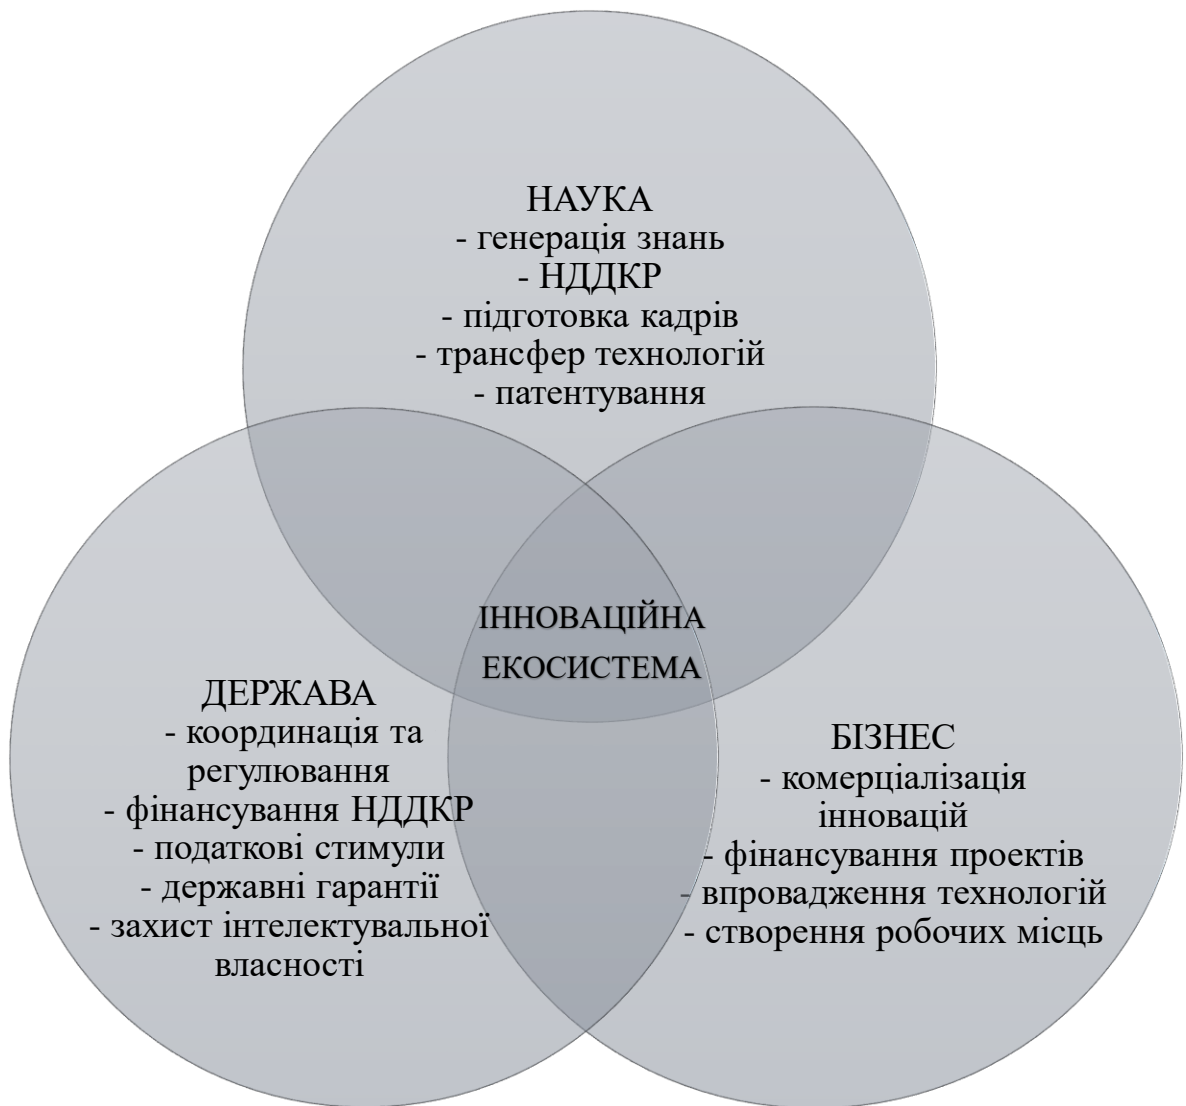 НАУКА
- генерація знань
- НДДКР
- підготовка кадрів
- трансфер технологій
- патентування
ІННОВАЦІЙНА
ЕКОСИСТЕМА
ДЕРЖАВА
- координація та
регулювання
- фінансування НДДКР
- податкові стимули
- державні гарантії
- захист інтелектувальної
власності
БІЗНЕС
- комерціалізація
інновацій
- фінансування проектів
- впровадження технологій
- створення робочих місць